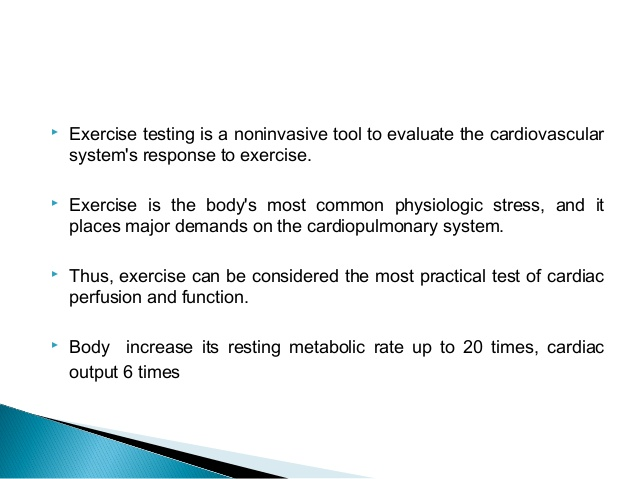 Exercise testing is a noninvasive tool to evaluate the cardiovascular
system's response to exercise.
Exercise is the body's most common physiologic stress, and it
places major demands on the cardiopulmonary system.
Thus, exercise can be considered the most practical test of cardiac
perfusion and function.
Body increase its resting metabolic rate up to 20 times, cardiac
output 6 times